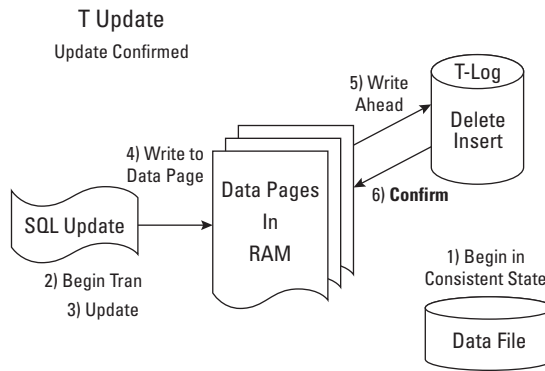 T Update
Update Confirmed
T-Log
Delete
Insert
5) Write
Ahead
4) Write to
Data Page
Data Pages
In
RAM
6) Confirm
SQL Update
2) Begin Tran
3) Update
1) Begin in
Consistent State
Data File